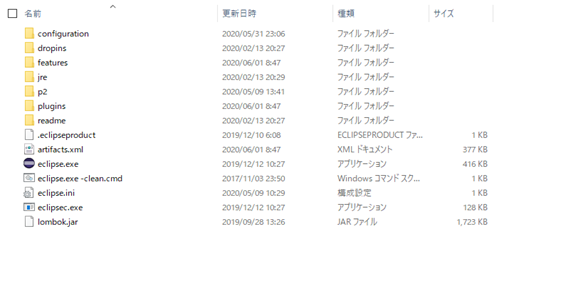 名前 更新日時 種類 サイズ
configuration 2020/05/31 23:06 ファイル フォルダー
dropins 2020/02/13 20:27 ファイル フォルダー
features 2020/06/01 8:47 ファイル フォルダー
jre 2020/02/13 20:29 ファイル フォルダー
p2 2020/05/09 13:41 ファイル フォルダー
plugins 2020/06/01 8:47 ファイル フォルダー
readme 2020/02/13 20:27 ファイル フォルダー
.eclipseproduct 2019/12/10 6:08 ECLIPSEPRODUCT ファ... 1 KB
artifacts.xml 2020/06/01 8:47 XML ドキュメント 377 KB
eclipse.exe 2019/12/12 10:27 アプリケーション 416 KB
eclipse.exe -clean.cmd 2017/11/03 23:50 Windows コマンド スク... 1 KB
eclipse.ini 2020/05/09 10:29 構成設定 1 KB
eclipsec.exe 2019/12/12 10:27 アプリケーション 128 KB
lombok.jar 2019/09/28 13:26 JAR ファイル 1,723 KB